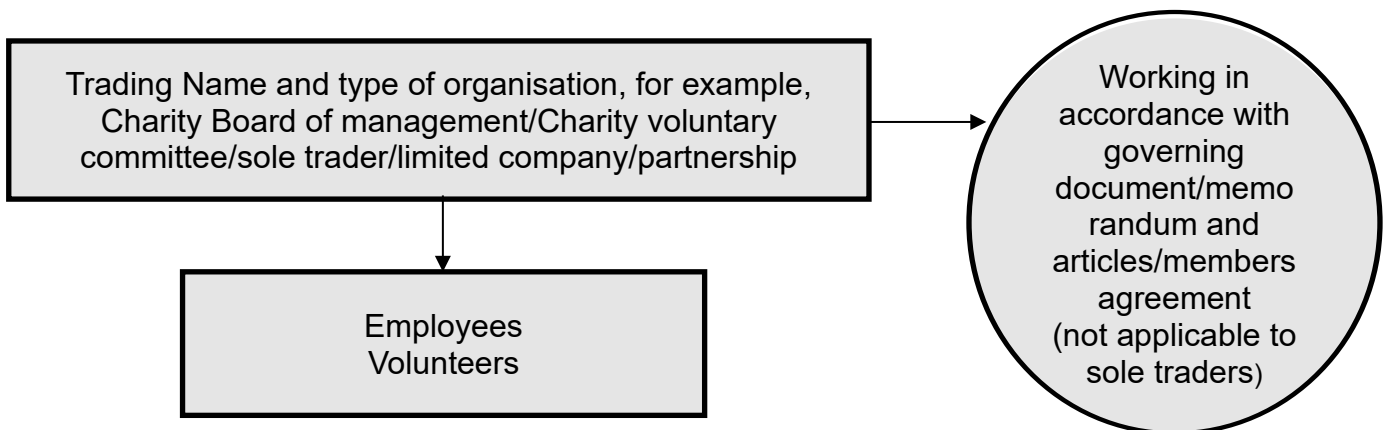 Trading Name and type of organisation, for example,
Charity Board of management/Charity voluntary
committee/sole trader/limited company/partnership
Working in
accordance with
governing
document/memo
randum and
articles/members
agreement
(not applicable to
sole traders)
Employees
Volunteers